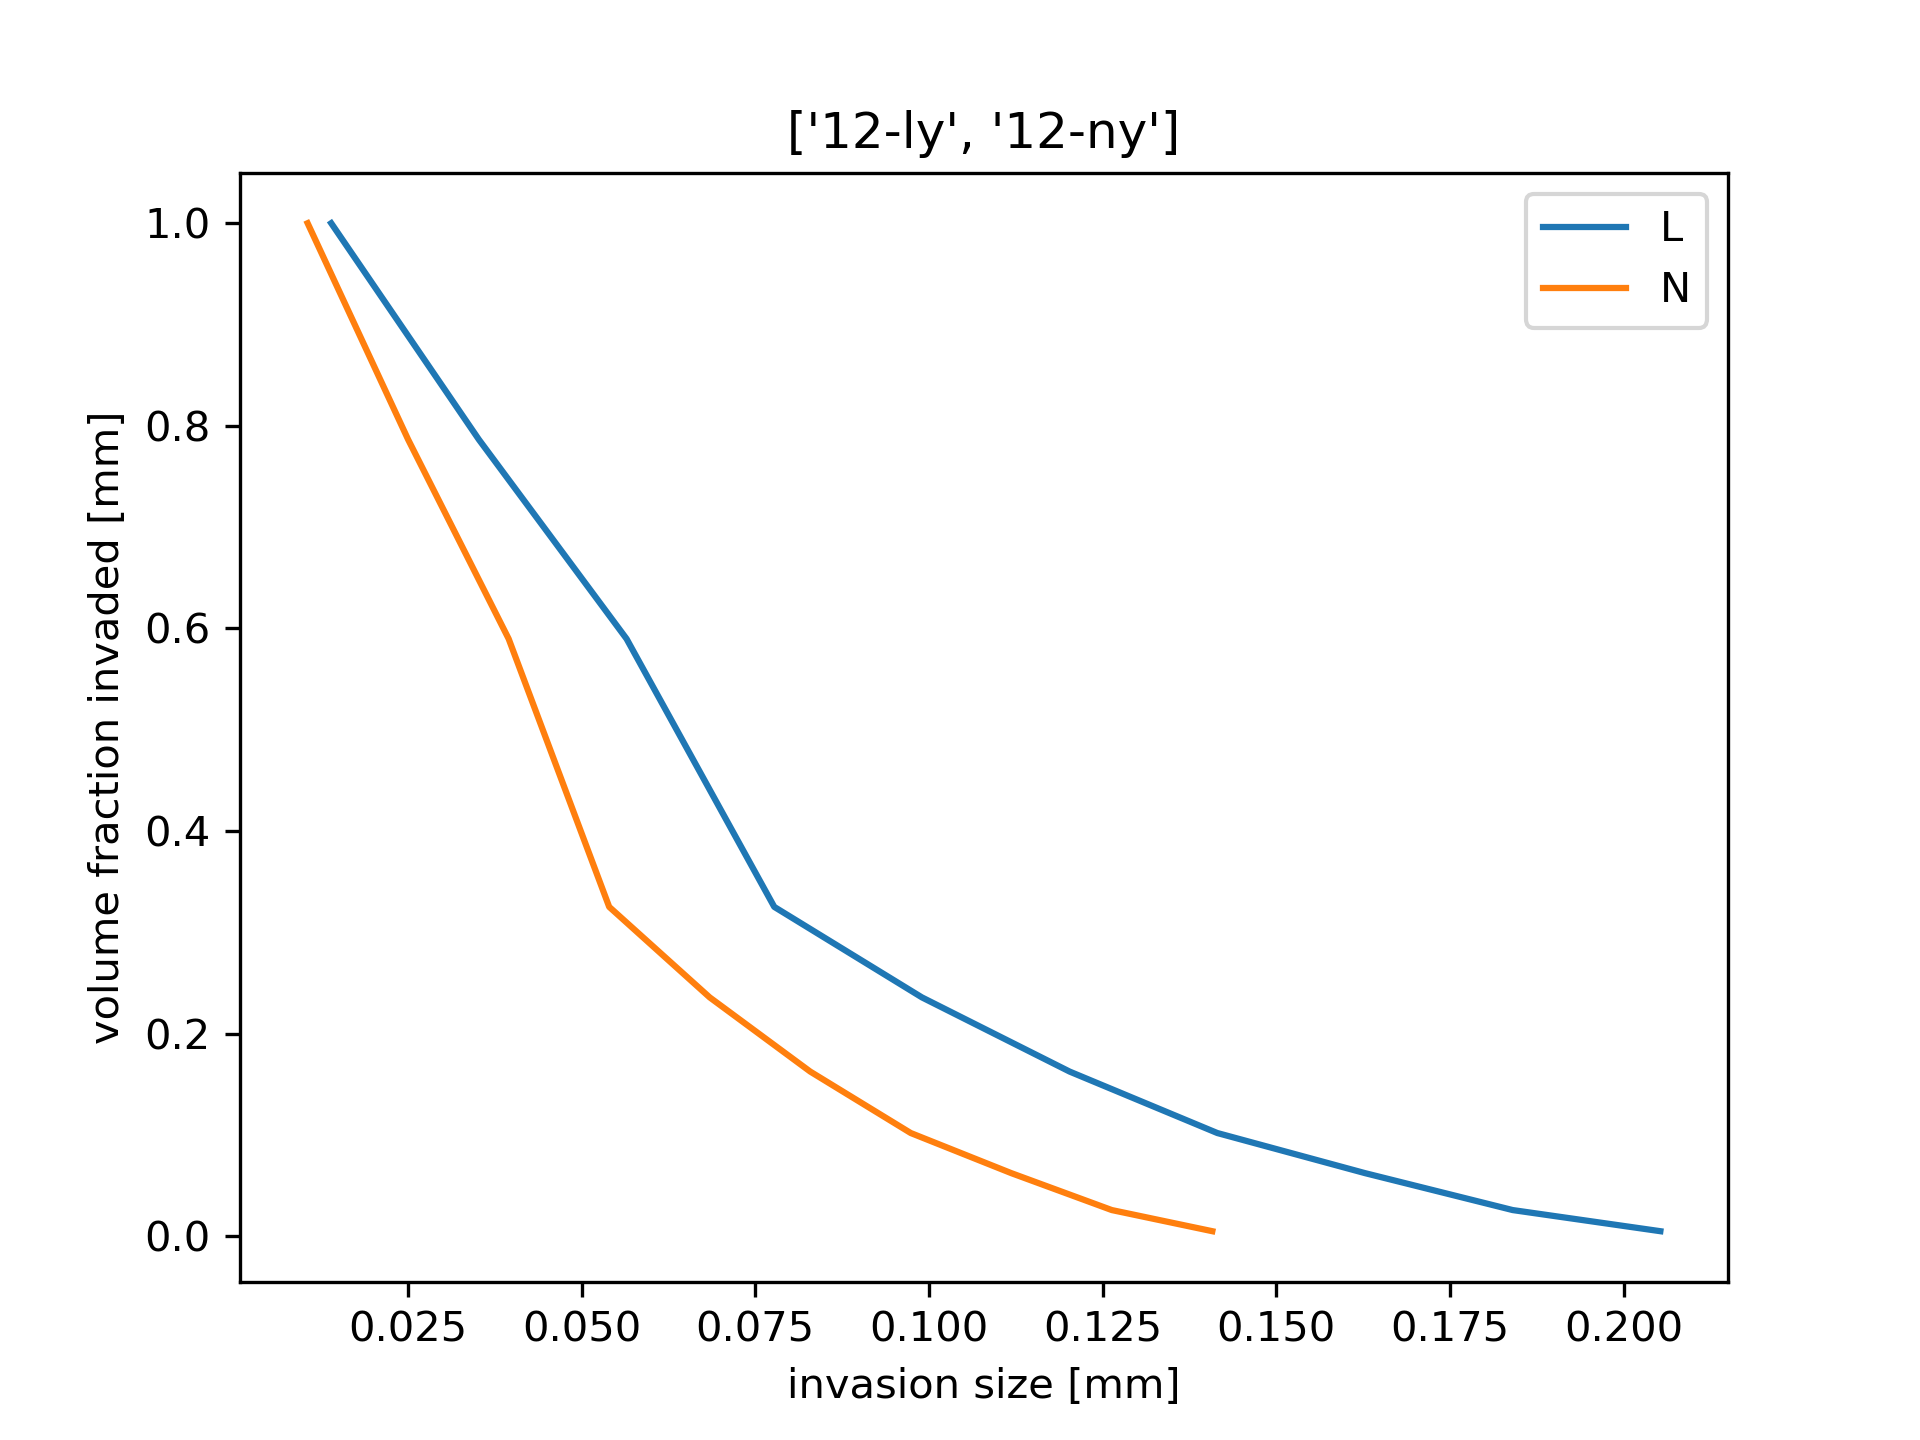 ['12-ly', '12-ny']
L
N
volume fraction invaded [mm]
1.0
0.8
0.6
0.4
0.2
0.0
0.025 0.050 0.075 0.100 0.125 0.150 0.175 0.200
invasion size [mm]